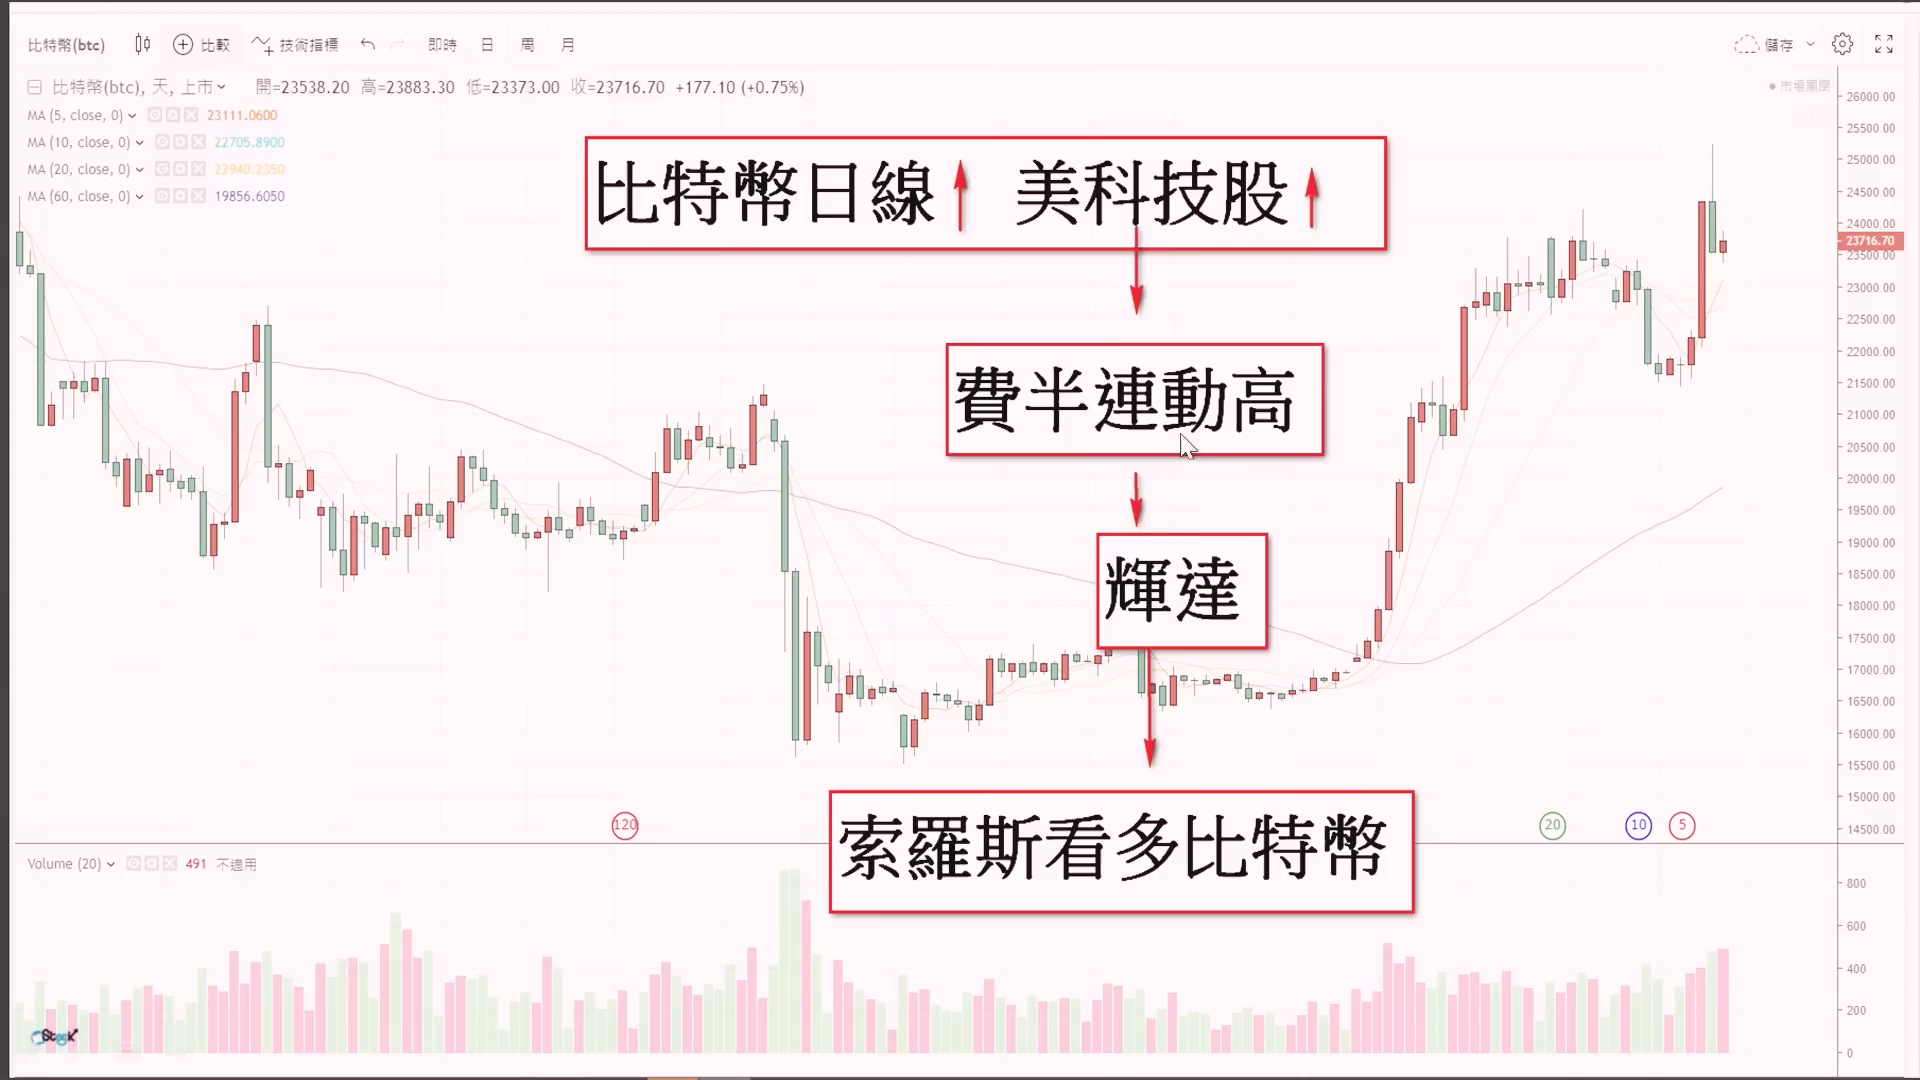 比特幣(btc) 比較 技術指標 即時 日 周 月 儲存
比特幣(btc), 天, 上市 開=23538.20 高=23883.30 低=23373.00 收=23716.70 +177.10 (+0.75%) 市場關閉
MA (5, close, 0) 23111.0600
MA (10, close, 0) 22705.8900
MA (20, close, 0) 22940.2350
MA (60, close, 0) 19856.6050
比特幣日線 美科技股
費半連動高
輝達
索羅斯看多比特幣
26000.00
25500.00
25000.00
24500.00
24000.00
23716.70
23500.00
23000.00
22500.00
22000.00
21500.00
21000.00
20500.00
20000.00
19500.00
19000.00
18500.00
18000.00
17500.00
17000.00
16500.00
16000.00
15500.00
15000.00
14500.00
120 20 10 5
Volume (20) 491 不適用
800
600
400
200
0
Stock